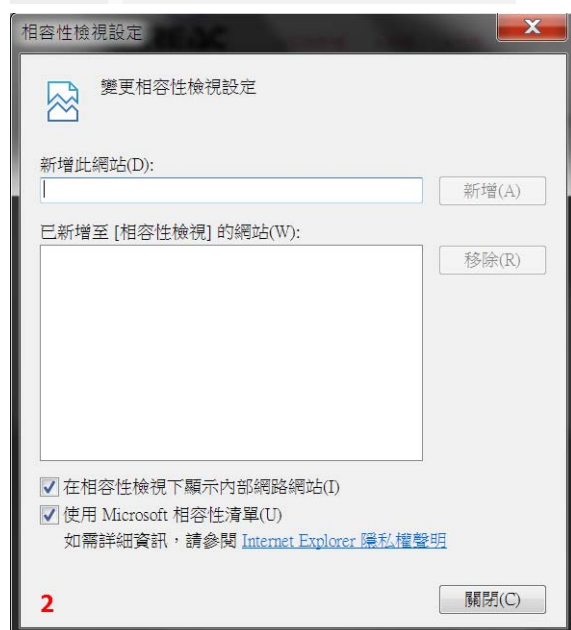 相容性檢視設定
變更相容性檢視設定
新增此網站(D):
新增(A)
已新增至 [相容性檢視] 的網站(W):
移除(R)
在相容性檢視下顯示內部網路網站(I)
使用 Microsoft 相容性清單(U)
如需詳細資訊，請參閱 Internet Explorer 隱私權聲明
2
關閉(C)